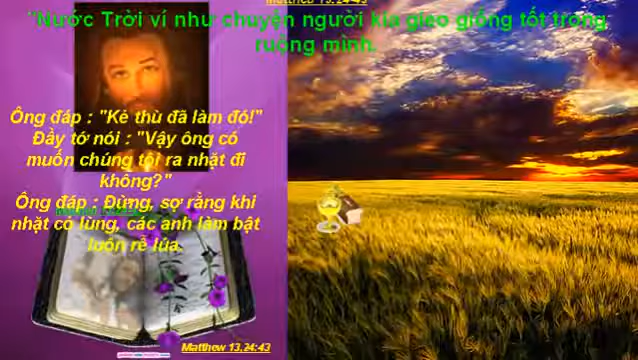 Matthew 13,24-43
"Nước Trời ví như chuyện người kia gieo giống tốt trong
ruộng mình.
Ông đáp : "Kẻ thù đã làm đó!"
Đầy tớ nói : "Vậy ông có
muốn chúng tôi ra nhặt đi
không?"
Ông đáp : Đừng, sợ rằng khi
nhặt cỏ lùng, các anh làm bật
luôn rễ lúa.
Matthew 13,24:43